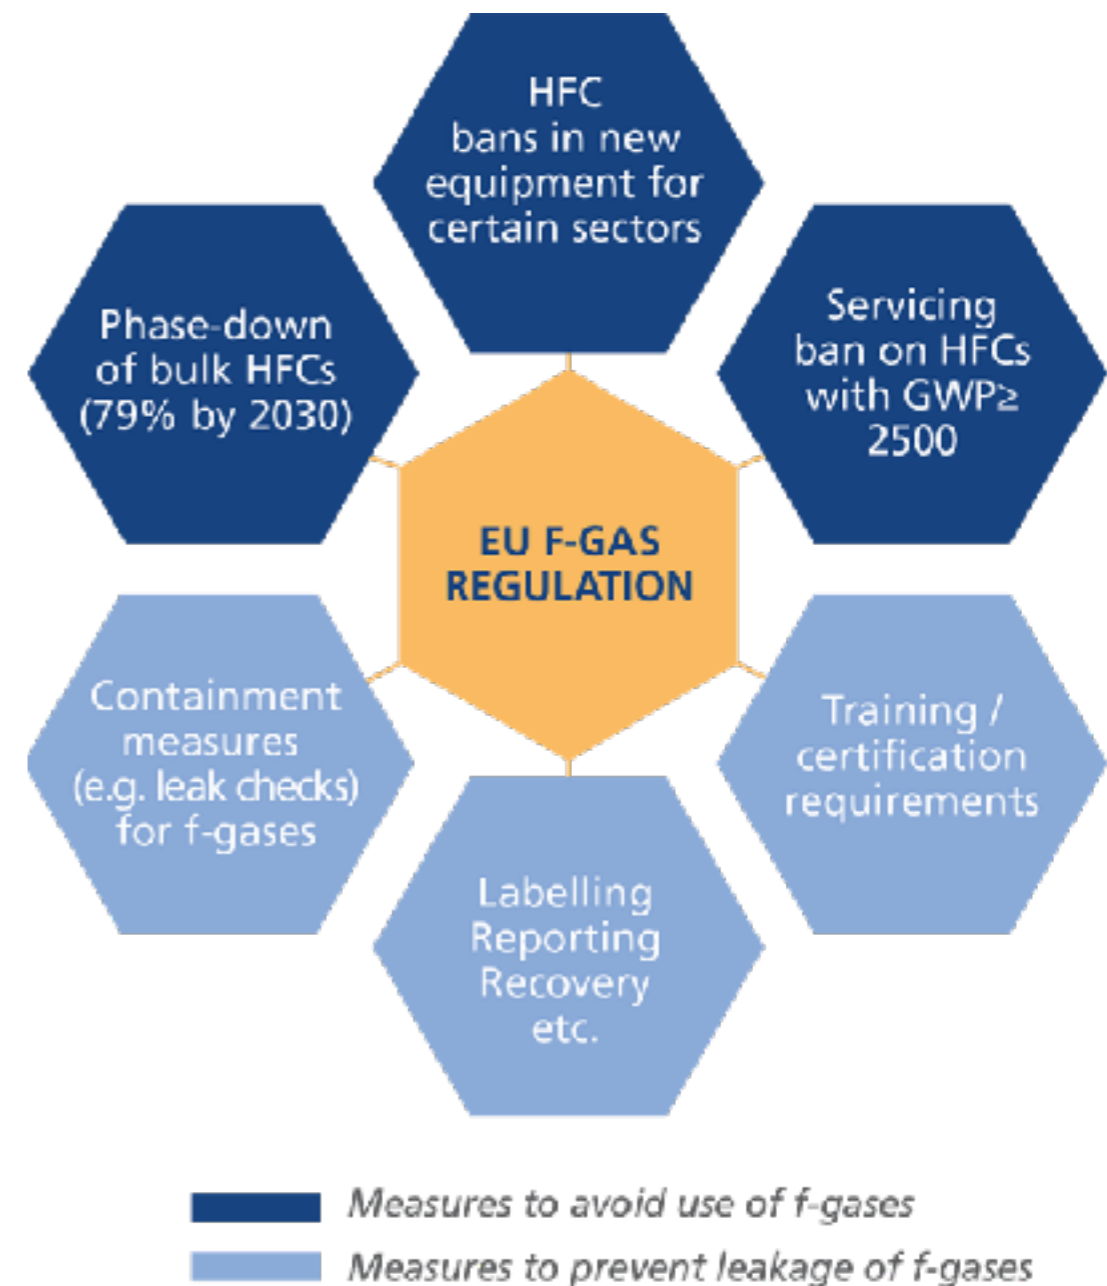 HFC
bans in new
equipment for
certain sectors
Phase-down
of bulk HFCs
(79% by 2030)
Servicing
ban on HFCs
with GWP≥
2500
EU F-GAS
REGULATION
Containment
measures
(e.g. leak checks)
for f-gases
Training /
certification
requirements
Labelling
Reporting
Recovery
etc.
Measures to avoid use of f-gases
Measures to prevent leakage of f-gases